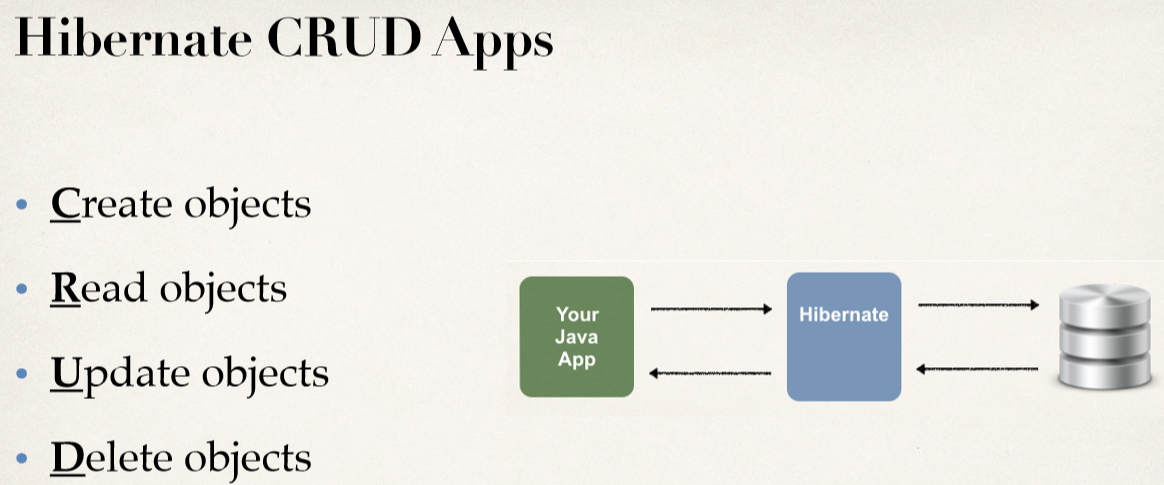 Hibernate CRUD Apps
• Create objects
• Read objects
• Update objects
• Delete objects
Your
Java
App
Hibernate